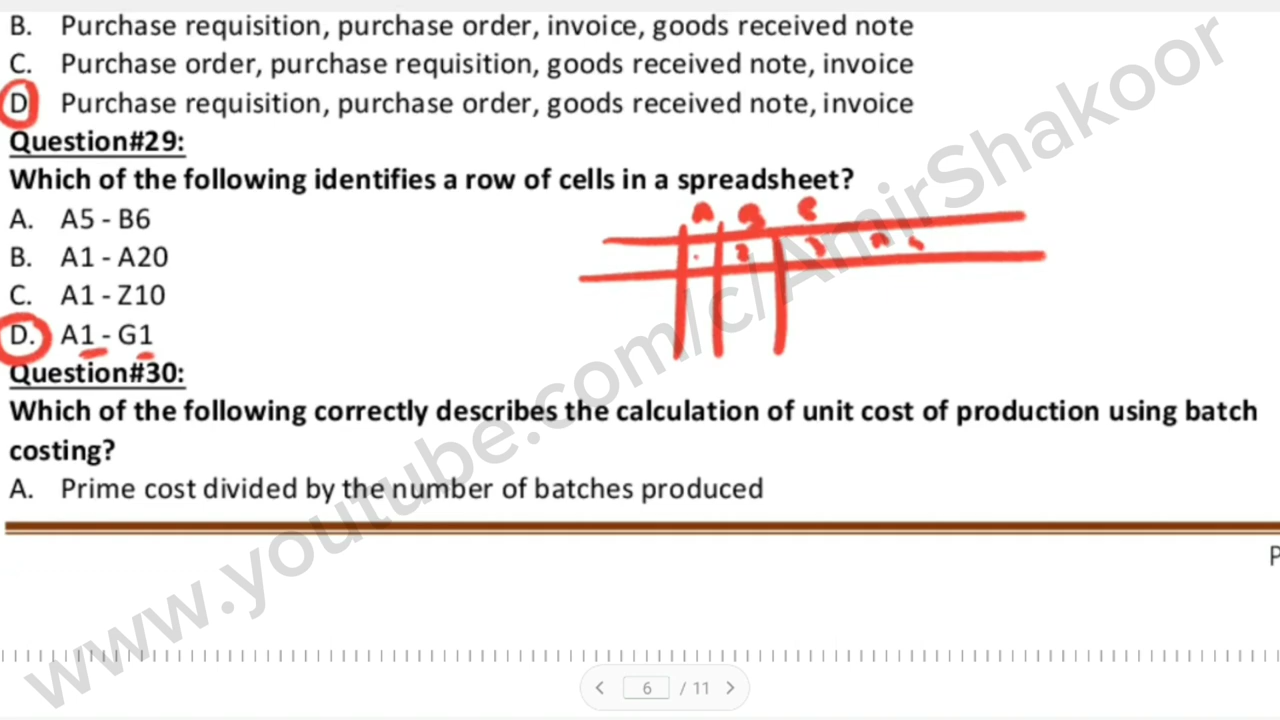 B. Purchase requisition, purchase order, invoice, goods received note
C. Purchase order, purchase requisition, goods received note, invoice
D Purchase requisition, purchase order, goods received note, invoice
Question#29:
Which of the following identifies a row of cells in a spreadsheet?
A. A5 - B6
B. A1 - A20
C. A1 - Z10
D. A1 - G1
A B C
Question#30:
Which of the following correctly describes the calculation of unit cost of production using batch
costing?
A. Prime cost divided by the number of batches produced
P
6 / 11
www.youtube.com/c/AmirShakoor